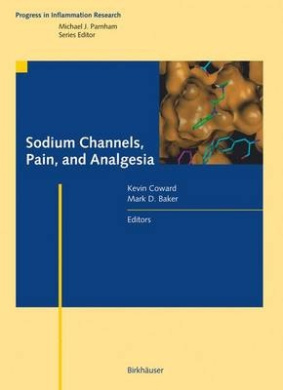 Progress in Inflammation Research
Michael J. Parnham
Series Editor
Sodium Channels,
Pain, and Analgesia
Kevin Coward
Mark D. Baker
Editors
Birkhäuser